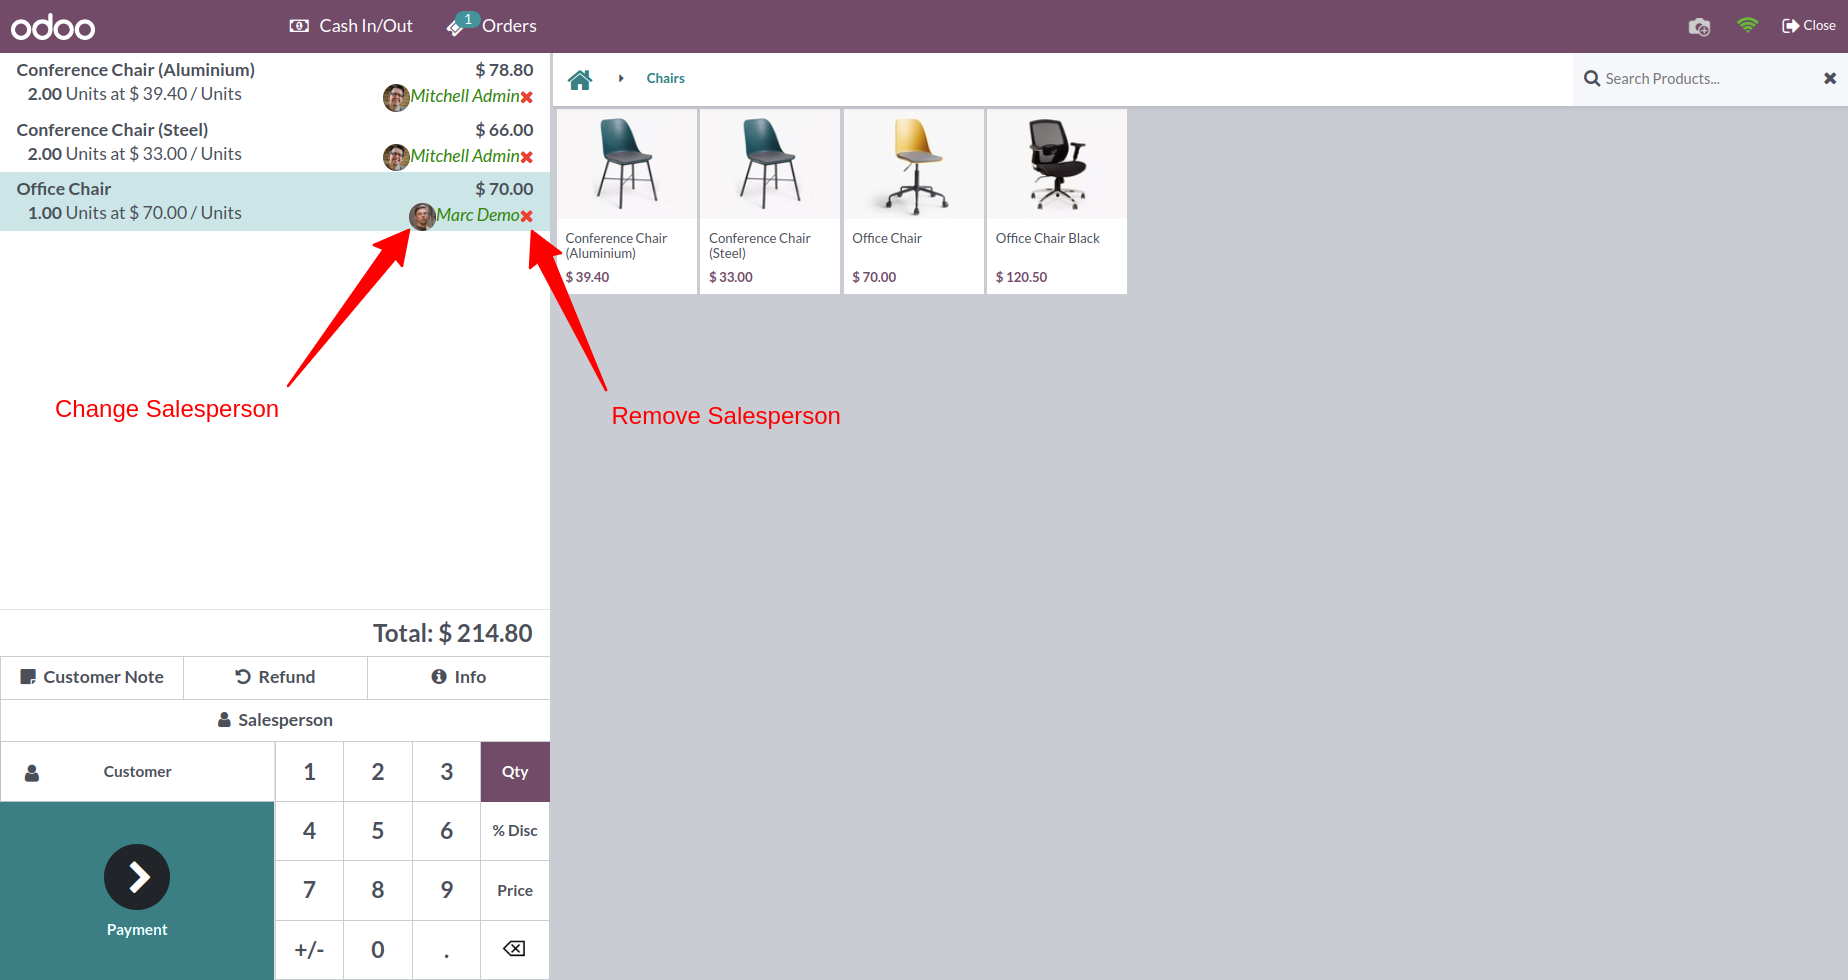 odoo
Cash In/Out
1
Orders
Close
Conference Chair (Aluminium)
$ 78.80
2.00 Units at $ 39.40 / Units
Mitchell Admin
Conference Chair (Steel)
$ 66.00
2.00 Units at $ 33.00 / Units
Mitchell Admin
Office Chair
$ 70.00
1.00 Units at $ 70.00 / Units
Marc Demo
Change Salesperson
Remove Salesperson
Chairs
Search Products...
Conference Chair
(Aluminium)
$ 39.40
Conference Chair
(Steel)
$ 33.00
Office Chair
$ 70.00
Office Chair Black
$ 120.50
Total: $ 214.80
Customer Note
Refund
Info
Salesperson
Customer
1
2
3
Qty
4
5
6
% Disc
7
8
9
Price
+/-
0
.
Payment